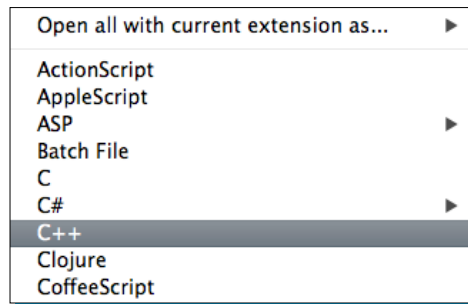 Open all with current extension as...
ActionScript
AppleScript
ASP
Batch File
C
C#
C++
Clojure
CoffeeScript